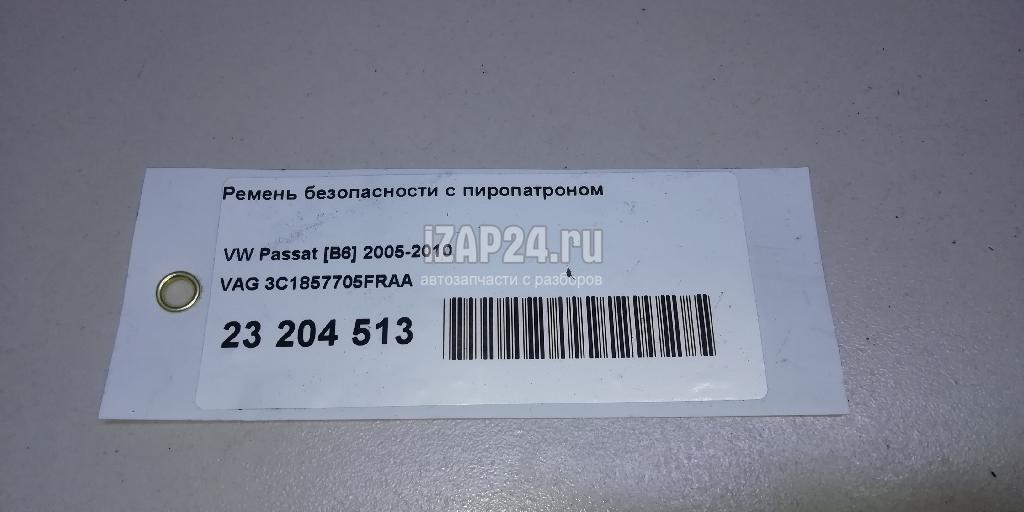 Ремень безопасности с пиропатроном
iZAP24.ru
VW Passat [B6] 2005-2010
автозапчасти с разборов
VAG 3C1857705FRAA
23 204 513